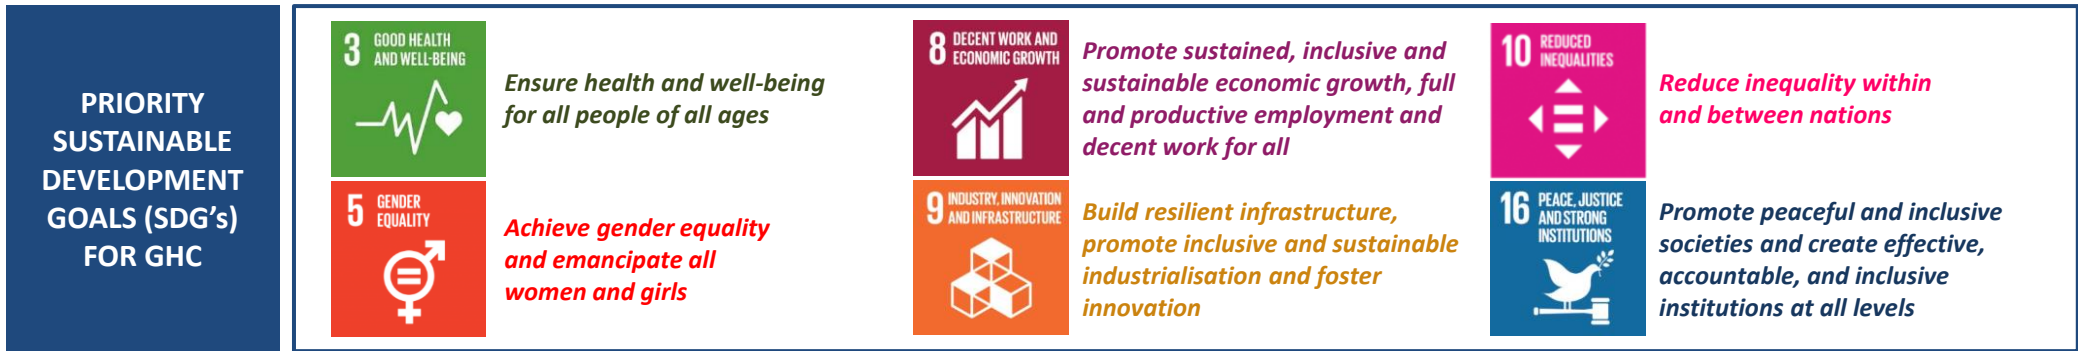 PRIORITY
SUSTAINABLE
DEVELOPMENT
GOALS (SDG’s)
FOR GHC
3 GOOD HEALTH
AND WELL-BEING
Ensure health and well-being
for all people of all ages
5 GENDER
EQUALITY
Achieve gender equality
and emancipate all
women and girls
8 DECENT WORK AND
ECONOMIC GROWTH
Promote sustained, inclusive and
sustainable economic growth, full
and productive employment and
decent work for all
9 INDUSTRY, INNOVATION
AND INFRASTRUCTURE
Build resilient infrastructure,
promote inclusive and sustainable
industrialisation and foster
innovation
10 REDUCED
INEQUALITIES
Reduce inequality within
and between nations
16 PEACE, JUSTICE
AND STRONG
INSTITUTIONS
Promote peaceful and inclusive
societies and create effective,
accountable, and inclusive
institutions at all levels